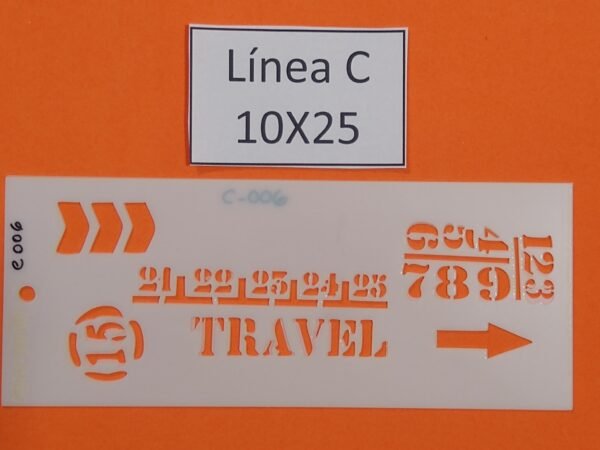 Línea C
10X25
C-006
C 006
123
456
789
21 22 23 24 25
(15)
TRAVEL